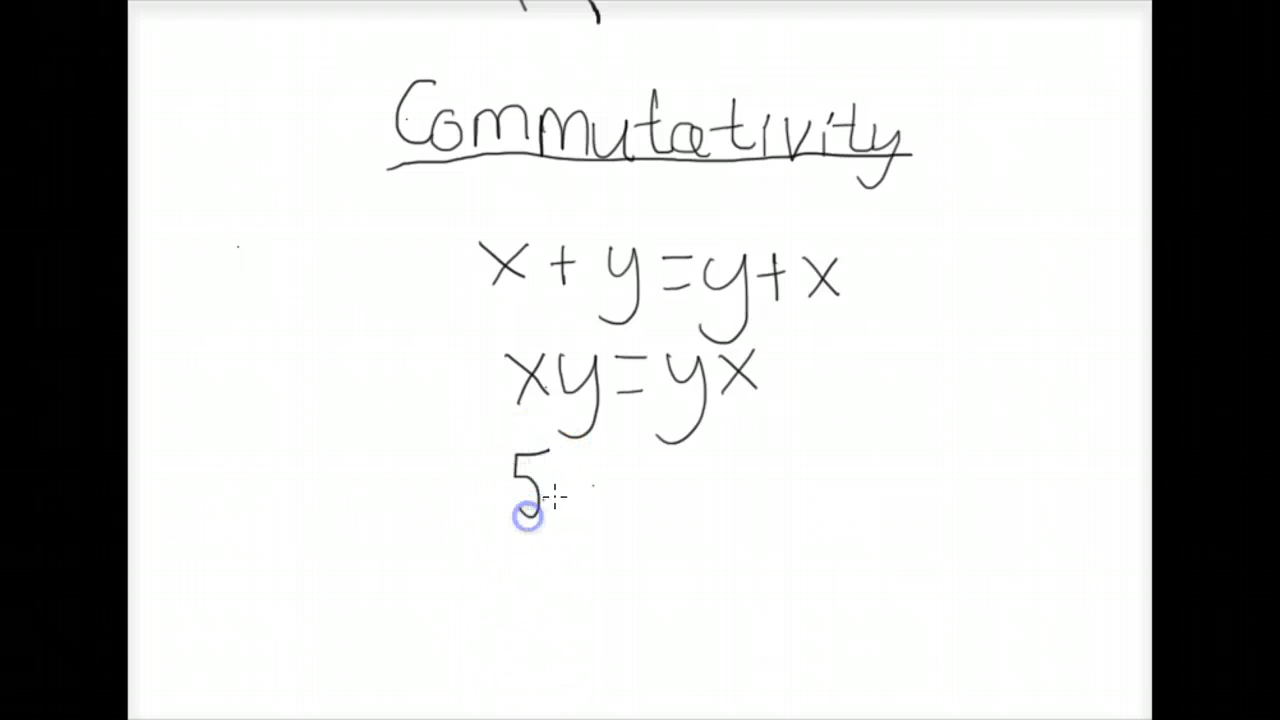 Commutativity
x + y = y + x
xy = yx
5